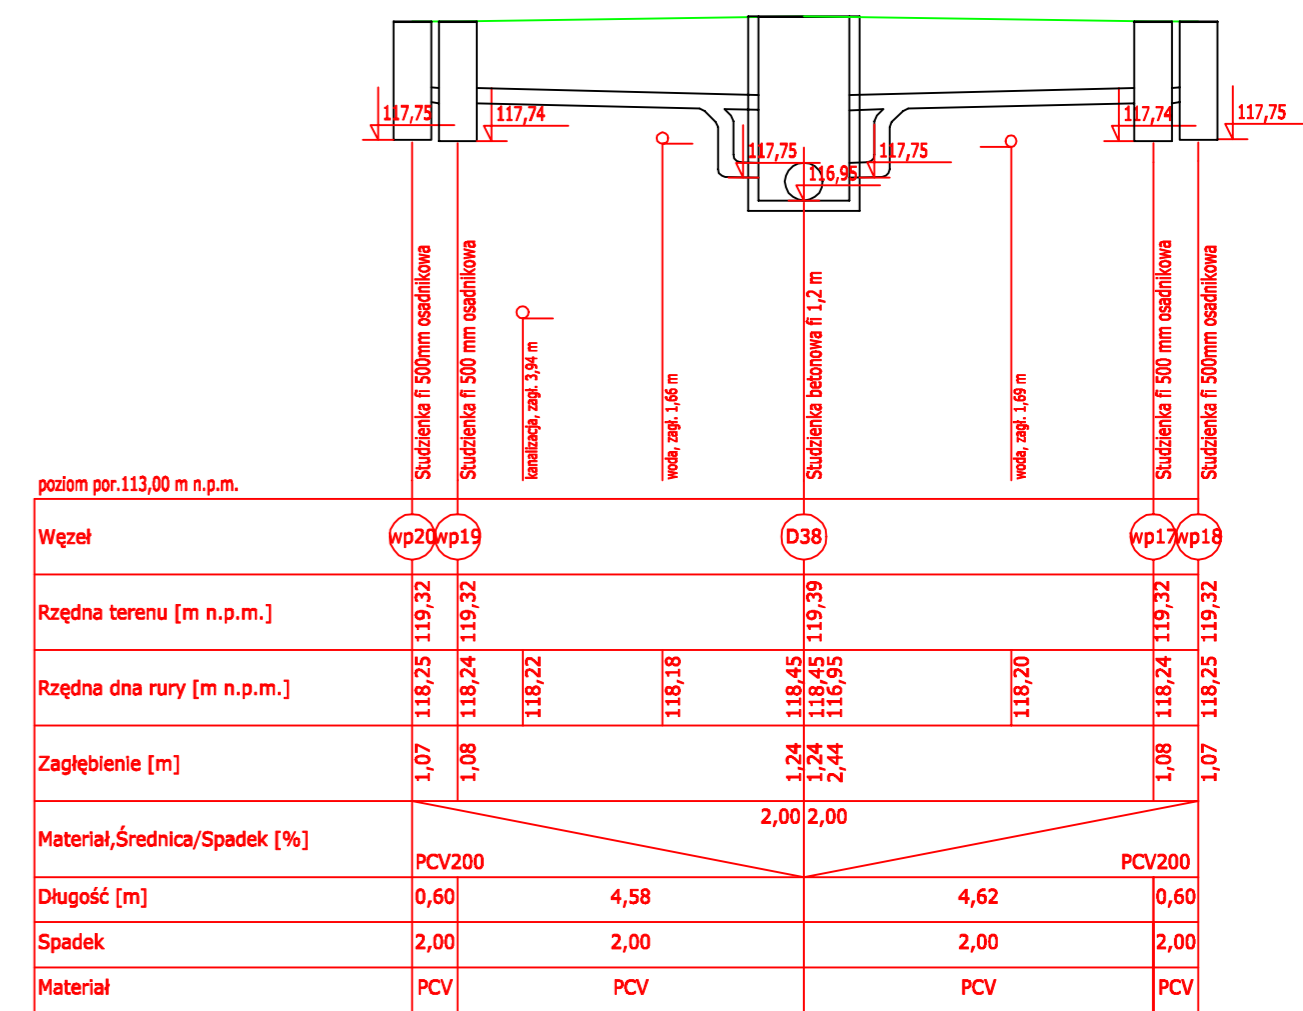 117,75
117,74
117,75
117,75
116,95
117,74
117,75
Studzienka fi 500mm osadnikowa
Studzienka fi 500 mm osadnikowa
kanalizacja, zagł. 3,94 m
woda, zagł. 1,66 m
Studzienka betonowa fi 1,2 m
woda, zagł. 1,69 m
Studzienka fi 500 mm osadnikowa
Studzienka fi 500mm osadnikowa
poziom por.113,00 m n.p.m.
Węzeł wp20 wp19 D38 wp17 wp18
Rzędna terenu [m n.p.m.] 119,32 119,32 119,39 119,32 119,32
Rzędna dna rury [m n.p.m.] 118,25 118,24 118,22 118,18 118,45 118,45 116,95 118,20 118,24 118,25
Zagłębienie [m] 1,07 1,08 1,24 1,24 2,44 1,08 1,07
2,00 2,00
Materiał,Średnica/Spadek [%]
PCV200 PCV200
Długość [m] 0,60 4,58 4,62 0,60
Spadek 2,00 2,00 2,00 2,00
Materiał PCV PCV PCV PCV